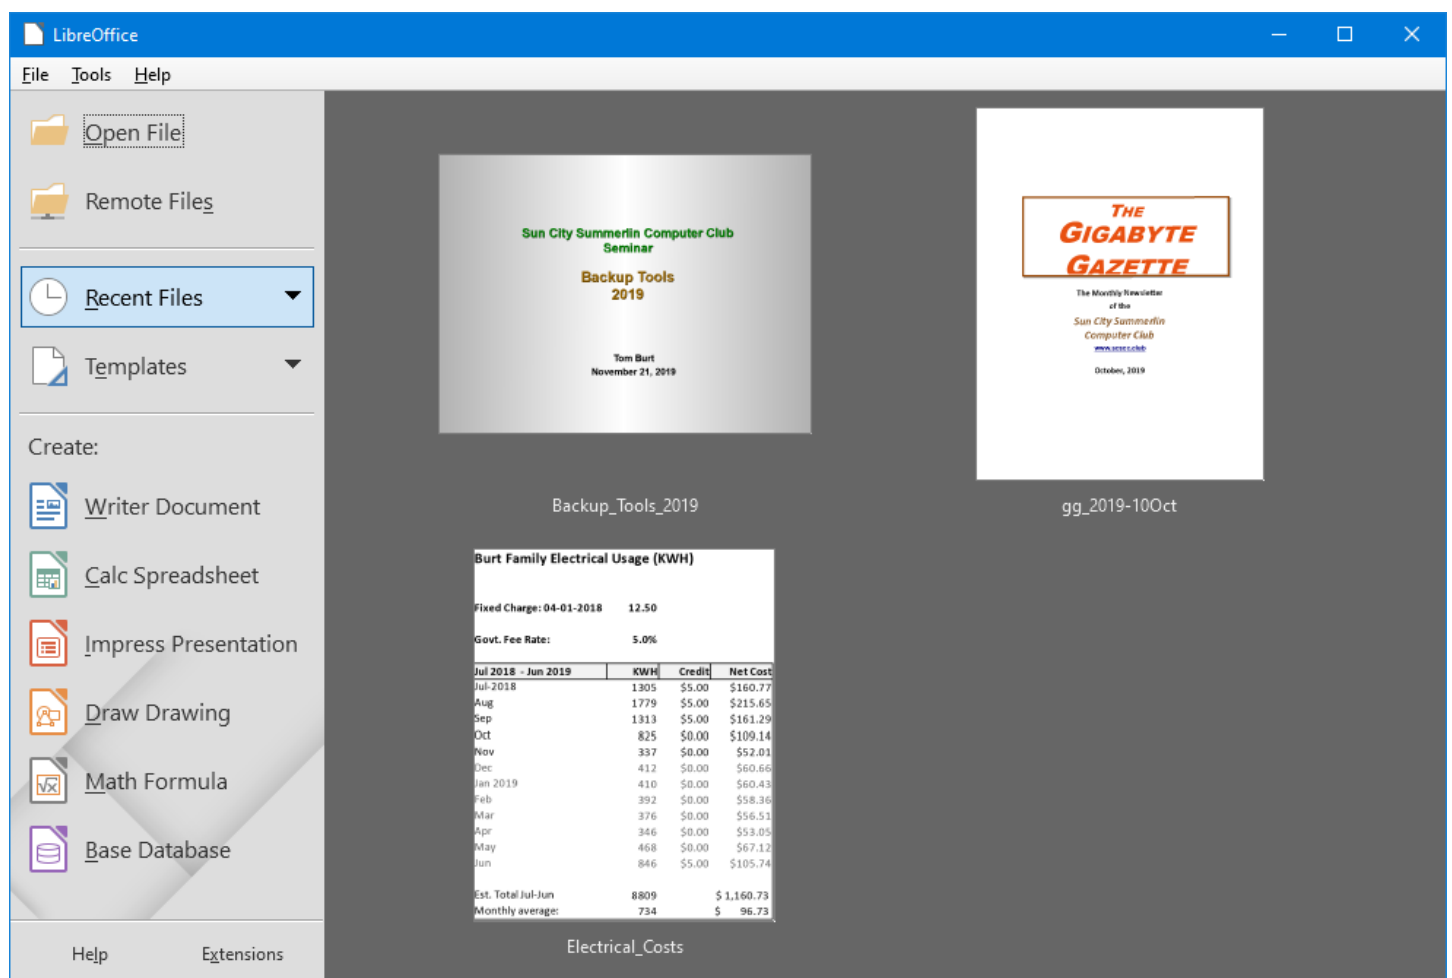 LibreOffice
File Tools Help
Open File
Remote Files
Recent Files
Templates
Create:
Writer Document
Calc Spreadsheet
Impress Presentation
Draw Drawing
Math Formula
Base Database
Help Extensions
Sun City Summerlin Computer Club
Seminar
Backup Tools
2019
Tom Burt
November 21, 2019
Backup_Tools_2019
THE
GIGABYTE
GAZETTE
The Monthly Newsletter
of the
Sun City Summerlin
Computer Club
www.scscc.club
October, 2019
gg_2019-10Oct
Burt Family Electrical Usage (KWH)
Fixed Charge: 04-01-2018 12.50
Govt. Fee Rate: 5.0%
Jul 2018 - Jun 2019 KWH Credit Net Cost
Jul-2018 1305 $5.00 $160.77
Aug 1779 $5.00 $215.65
Sep 1313 $5.00 $161.29
Oct 825 $0.00 $109.14
Nov 337 $0.00 $52.01
Dec 412 $0.00 $60.66
Jan 2019 410 $0.00 $60.43
Feb 392 $0.00 $58.36
Mar 376 $0.00 $56.51
Apr 346 $0.00 $53.05
May 468 $0.00 $67.12
Jun 846 $5.00 $105.74
Est. Total Jul-Jun 8809 $ 1,160.73
Monthly average: 734 $ 96.73
Electrical_Costs